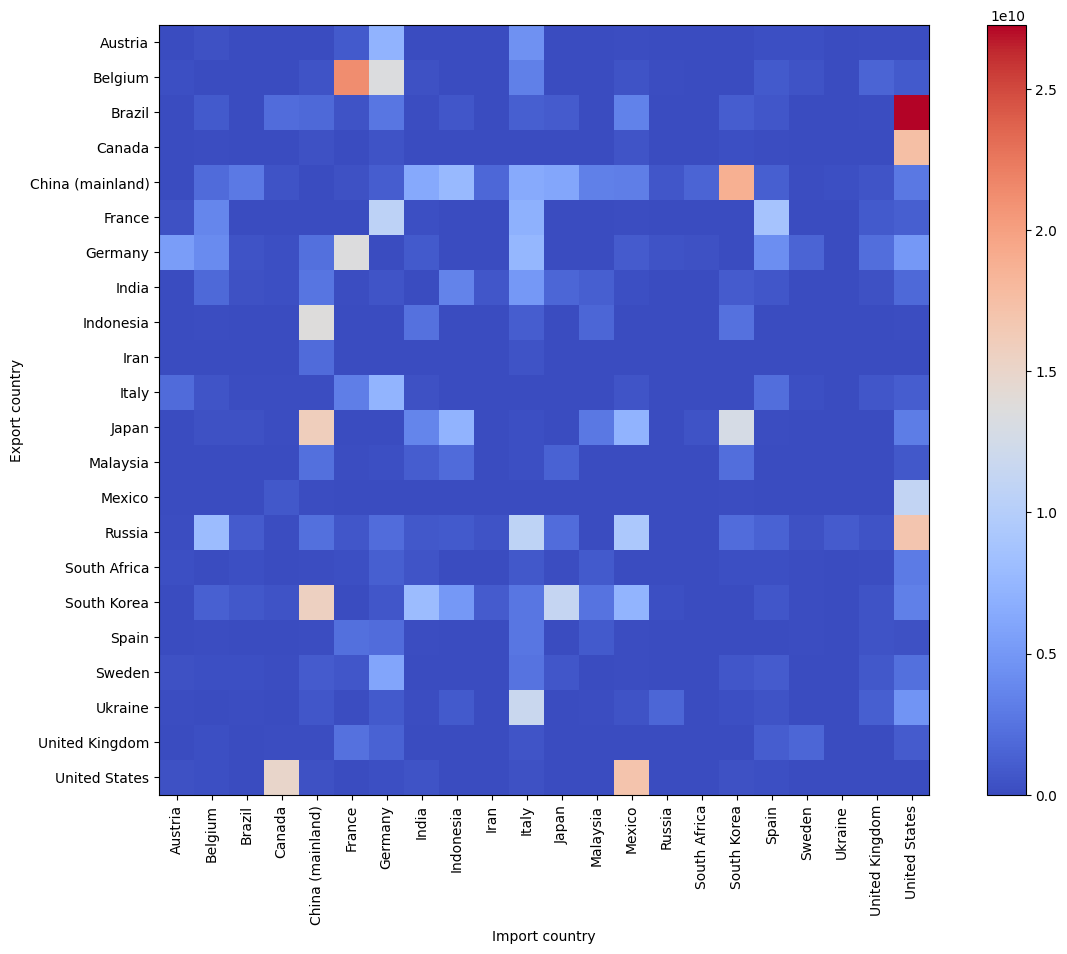 1e10
Austria
Belgium
Brazil
Canada
China (mainland)
France
Germany
India
Indonesia
Iran
Italy
Japan
Malaysia
Mexico
Russia
South Africa
South Korea
Spain
Sweden
Ukraine
United Kingdom
United States
Export country
2.5
2.0
1.5
1.0
0.5
0.0
Austria
Belgium
Brazil
Canada
China (mainland)
France
Germany
India
Indonesia
Iran
Italy
Japan
Malaysia
Mexico
Russia
South Africa
South Korea
Spain
Sweden
Ukraine
United Kingdom
United States
Import country